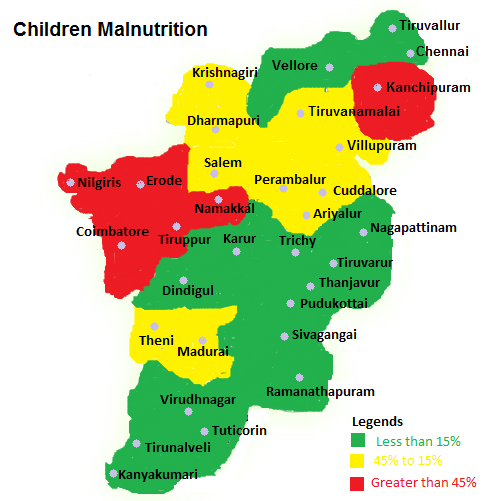 Children Malnutrition
Tiruvallur
Chennai
Vellore
Krishnagiri
Kanchipuram
Tiruvanamalai
Dharmapuri
Villupuram
Salem
Perambalur
Nilgiris
Erode
Cuddalore
Namakkal
Ariyalur
Coimbatore
Tiruppur
Karur
Trichy
Nagapattinam
Tiruvarur
Dindigul
Thanjavur
Pudukottai
Theni
Madurai
Sivagangai
Ramanathapuram
Virudhnagar
Tuticorin
Tirunalveli
Kanyakumari
Legends
Less than 15%
45% to 15%
Greater than 45%